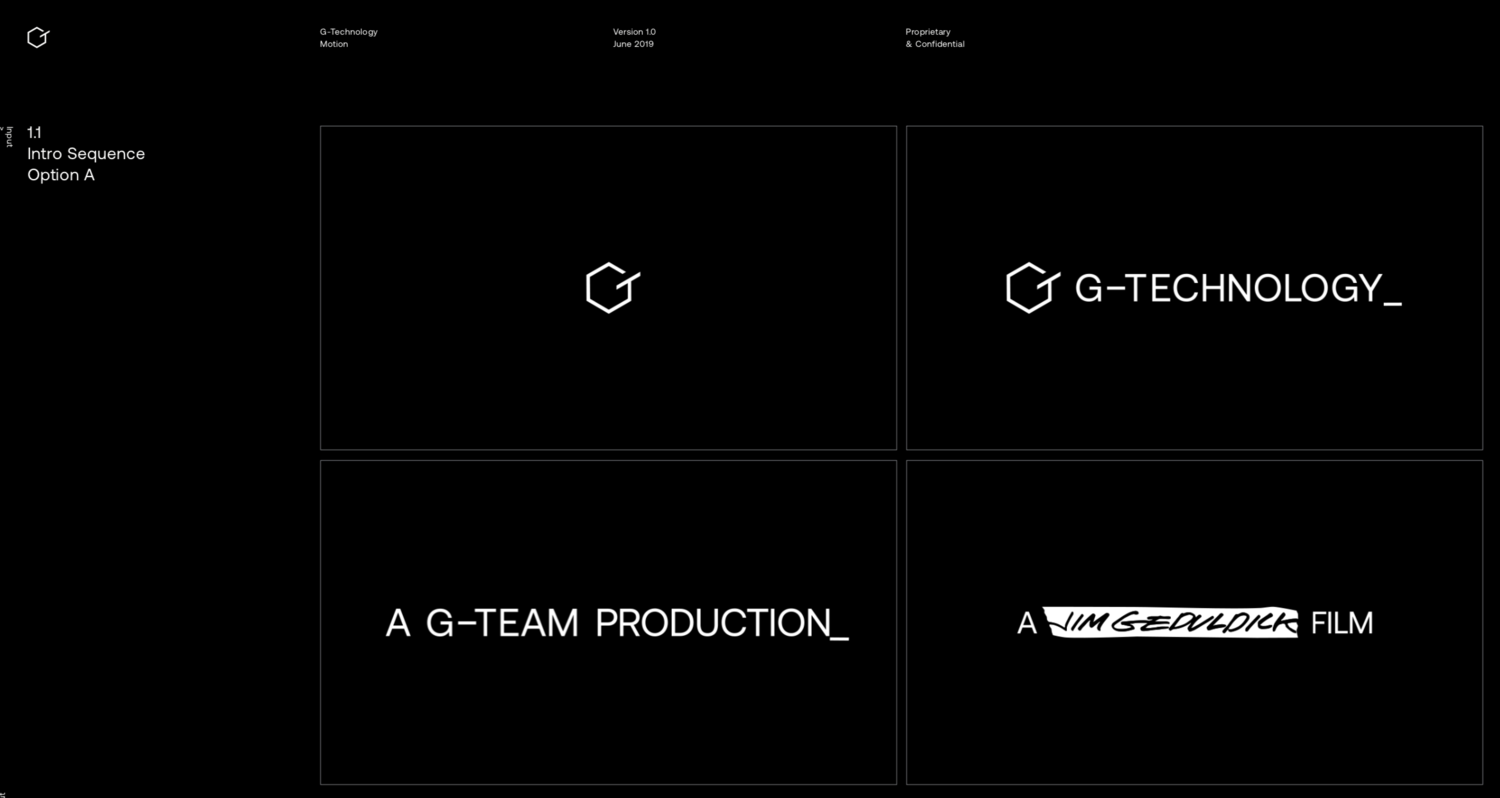 G-Technology
Motion
Version 1.0
June 2019
Proprietary
& Confidential
Input
1.1
Intro Sequence
Option A
G–TECHNOLOGY_
A G–TEAM PRODUCTION_
A JIM GEDULDICK FILM